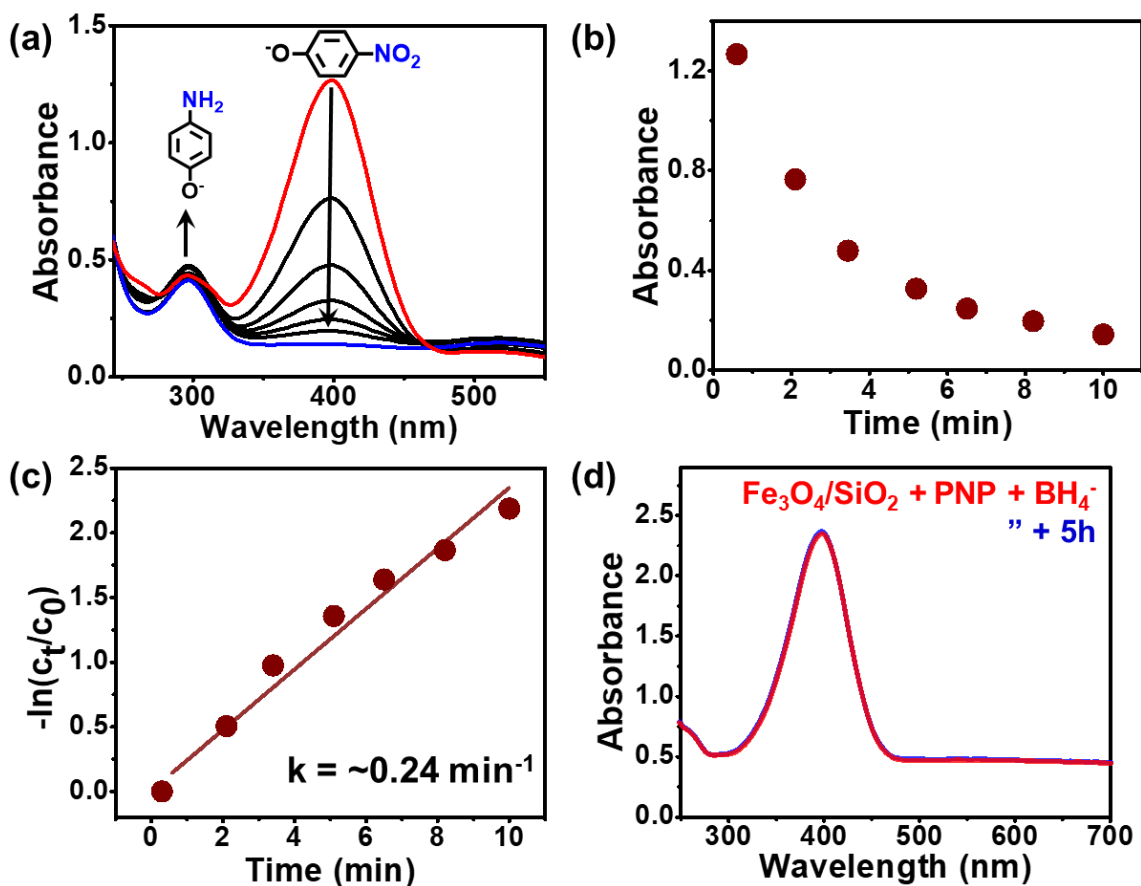 (a)
1.5
1.0
0.5
0.0
Absorbance
300
400
500
Wavelength (nm)
NH2
O-
-O
NO2
(b)
1.2
0.8
0.4
0.0
Absorbance
0
2
4
6
8
10
Time (min)
(c)
2.5
2.0
1.5
1.0
0.5
0.0
-ln(ct/c0)
k = ~0.24 min-1
0
2
4
6
8
10
Time (min)
(d)
Fe3O4/SiO2 + PNP + BH4-
” + 5h
2.5
2.0
1.5
1.0
0.5
0.0
Absorbance
300
400
500
600
700
Wavelength (nm)